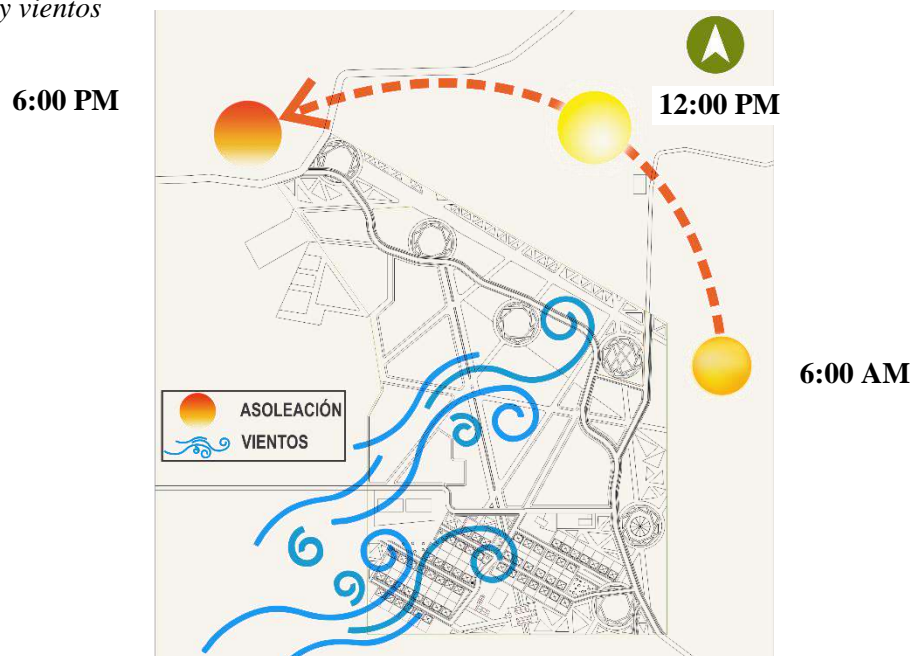 y vientos
6:00 PM
12:00 PM
6:00 AM
ASOLEACIÓN
VIENTOS